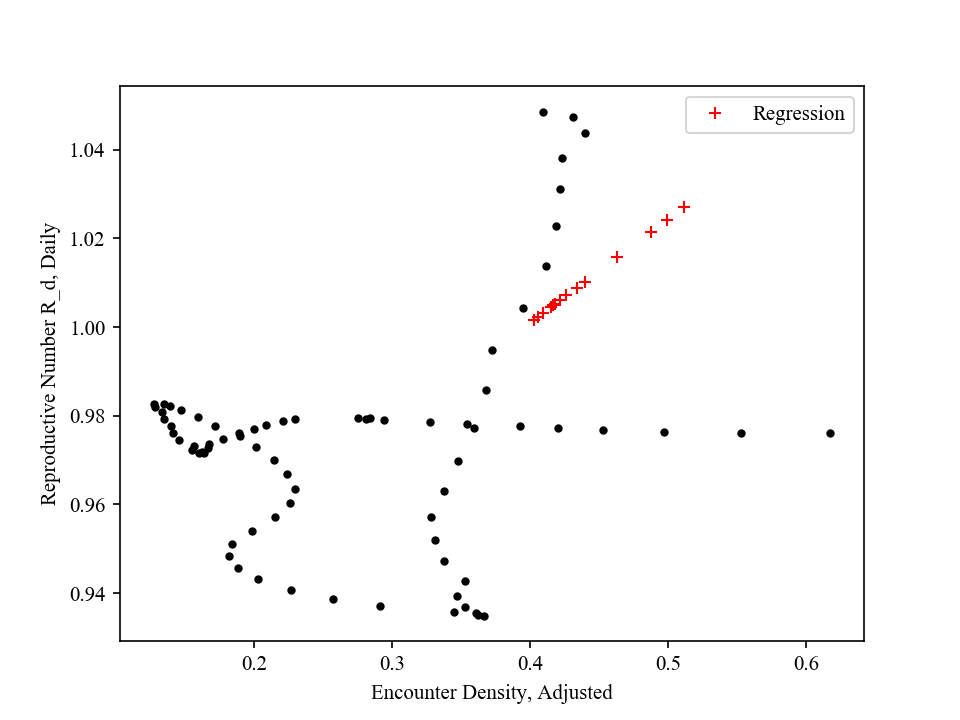 Regression
1.04
1.02
1.00
0.98
0.96
0.94
Reproductive Number R_d, Daily
0.2 0.3 0.4 0.5 0.6
Encounter Density, Adjusted